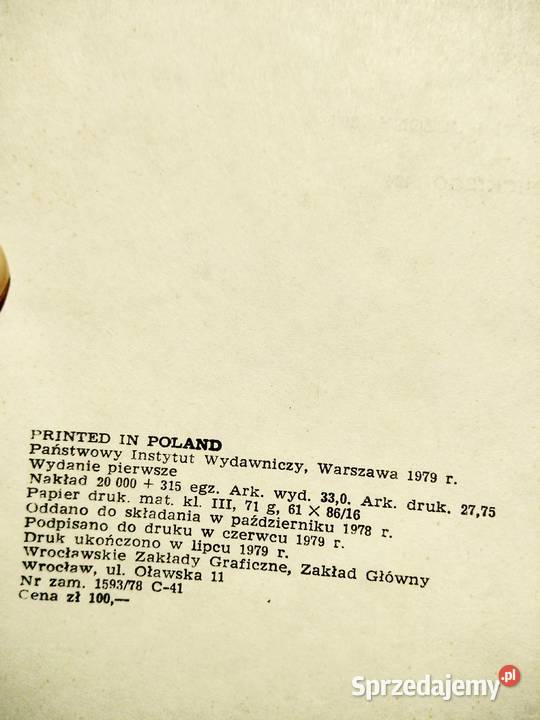 PRINTED IN POLAND
Państwowy Instytut Wydawniczy, Warszawa 1979 r.
Wydanie pierwsze
Nakład 20 000 + 315 egz. Ark. wyd. 33,0. Ark. druk. 27,75
Papier druk. mat. kl. III, 71 g, 61 × 86/16
Oddano do składania w październiku 1978 r.
Podpisano do druku w czerwcu 1979 r.
Druk ukończono w lipcu 1979 r.
Wrocławskie Zakłady Graficzne, Zakład Główny
Wrocław, ul. Oławska 11
Nr zam. 1593/78 C-41
Cena zł 100,—
Sprzedajemy.pl